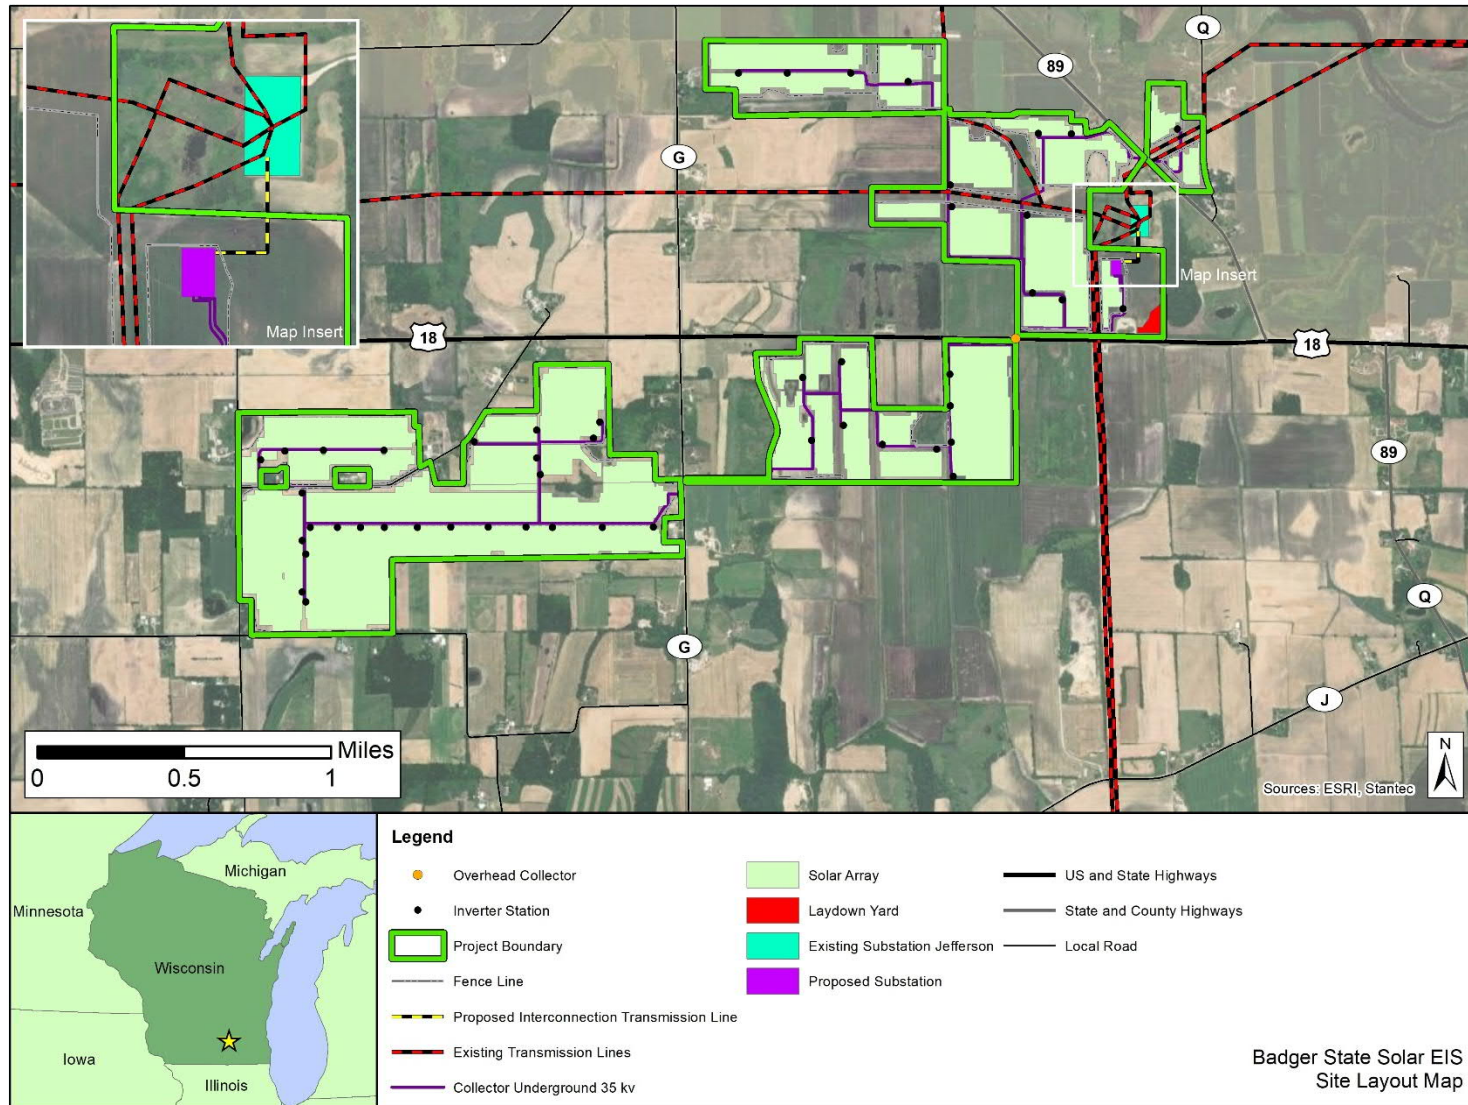 Q
89
G
Map Insert
Map Insert
18
18
89
Q
G
J
Miles
0
0.5
1
N
Sources: ESRI, Stantec
Michigan
Minnesota
Wisconsin
Iowa
Illinois
Legend
Overhead Collector
Inverter Station
Project Boundary
Fence Line
Proposed Interconnection Transmission Line
Existing Transmission Lines
Collector Underground 35 kv
Solar Array
Laydown Yard
Existing Substation Jefferson
Proposed Substation
US and State Highways
State and County Highways
Local Road
Badger State Solar EIS
Site Layout Map